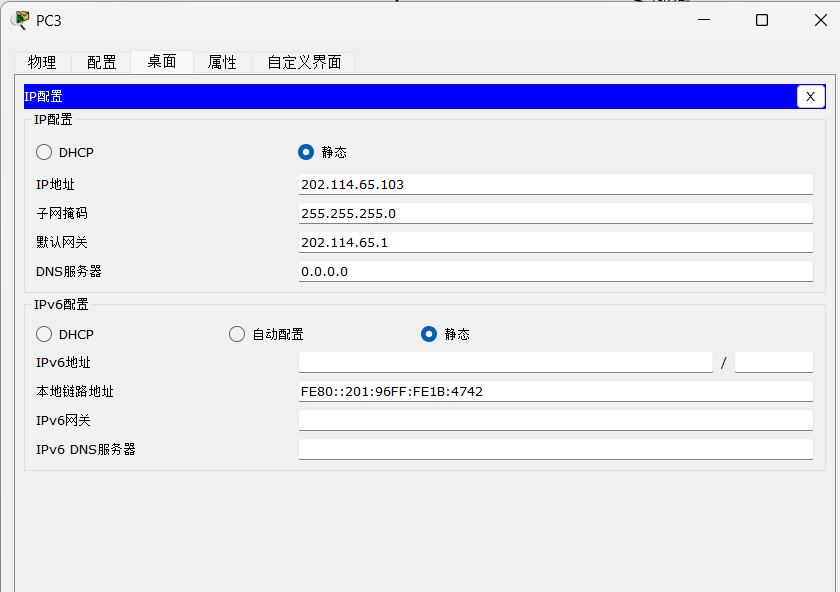 PC3
物理 配置 桌面 属性 自定义界面
IP配置 X
IP配置
DHCP 静态
IP地址 202.114.65.103
子网掩码 255.255.255.0
默认网关 202.114.65.1
DNS服务器 0.0.0.0
IPv6配置
DHCP 自动配置 静态
IPv6地址 /
本地链路地址 FE80::201:96FF:FE1B:4742
IPv6网关
IPv6 DNS服务器